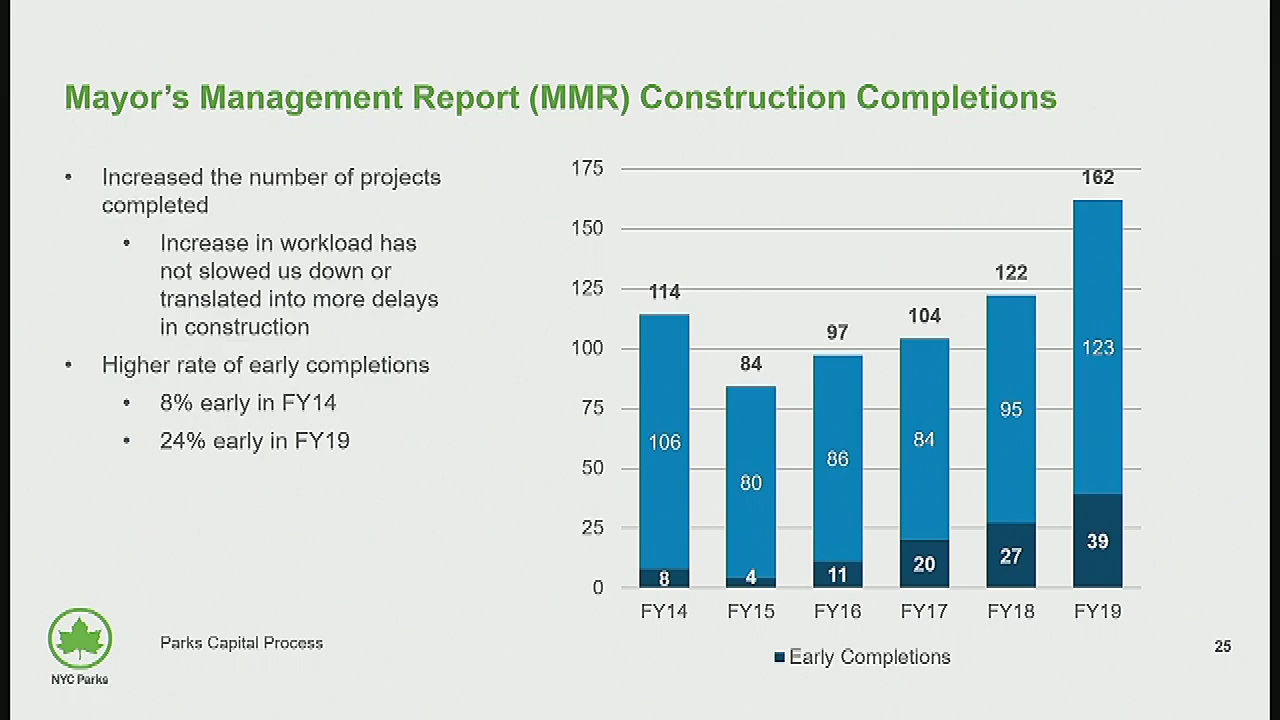 Mayor's Management Report (MMR) Construction Completions
• Increased the number of projects
completed
• Increase in workload has
not slowed us down or
translated into more delays
in construction
• Higher rate of early completions
• 8% early in FY14
• 24% early in FY19
175
150
125
100
75
50
25
0
114
106
8
84
80
4
97
86
11
104
84
20
122
95
27
162
123
39
FY14 FY15 FY16 FY17 FY18 FY19
Early Completions
NYC Parks
Parks Capital Process
25